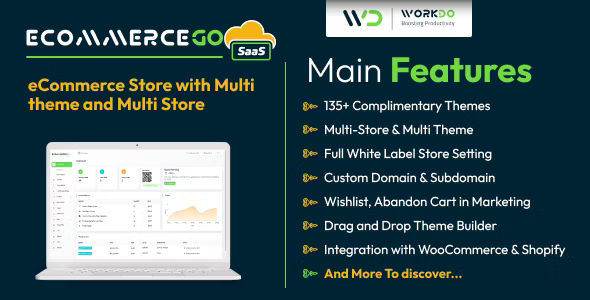 ECOMMERCEGO
SaaS
eCommerce Store with Multi
theme and Multi Store
WORKDO
Boosting Productivity
Main Features
135+ Complimentary Themes
Multi-Store & Multi Theme
Full White Label Store Setting
Custom Domain & Subdomain
Wishlist, Abandon Cart in Marketing
Drag and Drop Theme Builder
Integration with WooCommerce & Shopify
And More To discover...